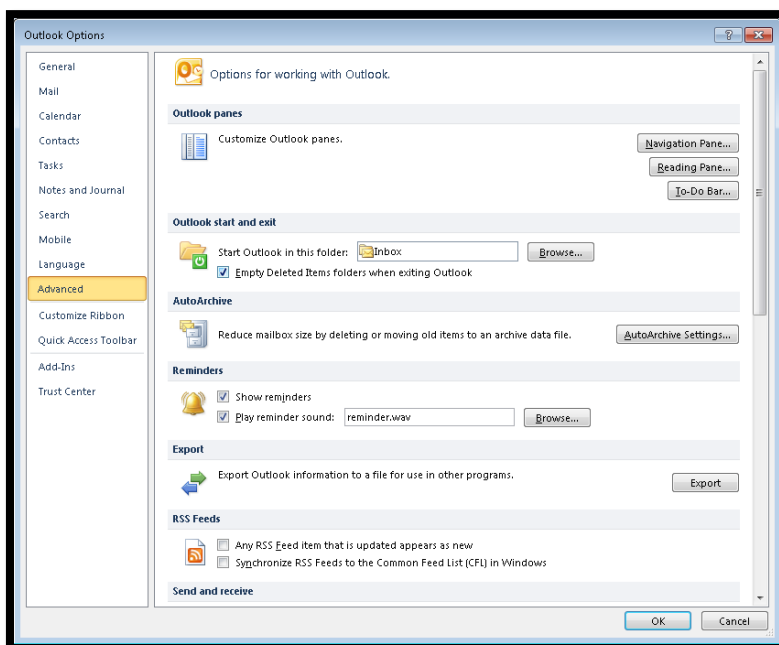 Outlook Options
General
Mail
Calendar
Contacts
Tasks
Notes and Journal
Search
Mobile
Language
Advanced
Customize Ribbon
Quick Access Toolbar
Add-Ins
Trust Center
Options for working with Outlook.
Outlook panes
Customize Outlook panes.
Navigation Pane...
Reading Pane...
To-Do Bar...
Outlook start and exit
Start Outlook in this folder: Inbox Browse...
Empty Deleted Items folders when exiting Outlook
AutoArchive
Reduce mailbox size by deleting or moving old items to an archive data file. AutoArchive Settings...
Reminders
Show reminders
Play reminder sound: reminder.wav Browse...
Export
Export Outlook information to a file for use in other programs. Export
RSS Feeds
Any RSS Feed item that is updated appears as new
Synchronize RSS Feeds to the Common Feed List (CFL) in Windows
Send and receive
OK Cancel